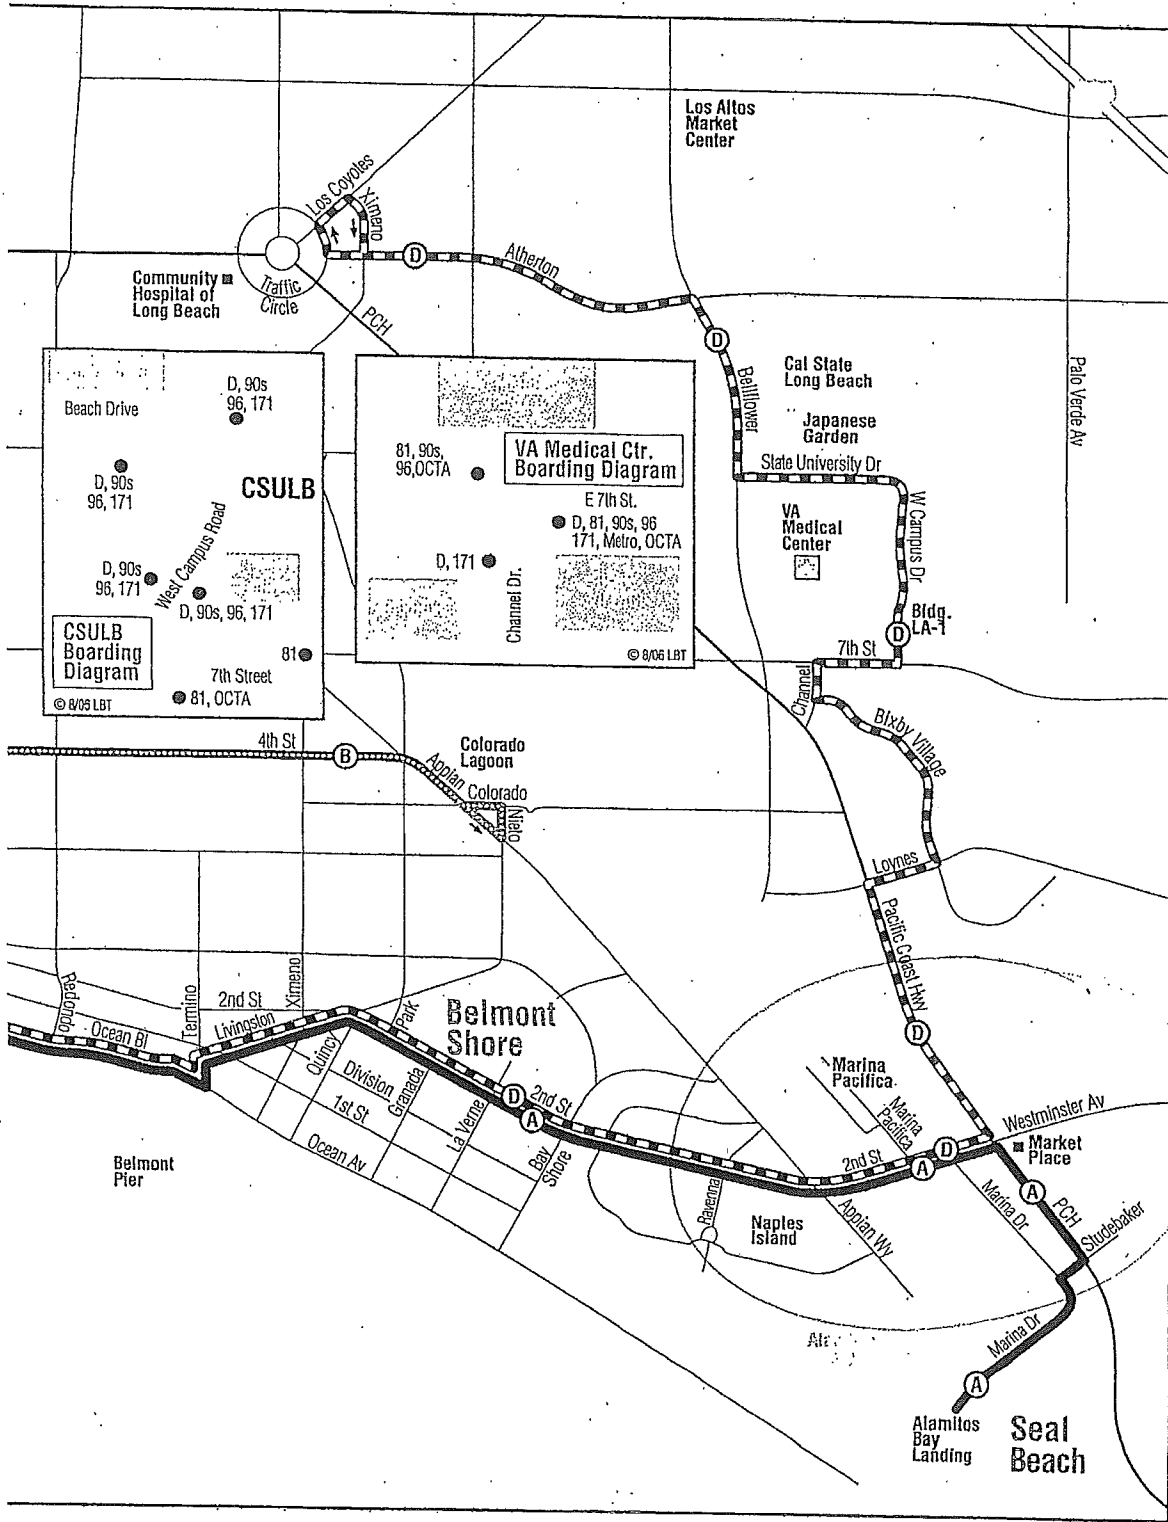 Los Altos
Market
Center
Los Coyotes
Ximeno
D
Atherton
Community
Hospital of
Long Beach
Traffic
Circle
PCH
D
Bellflower
Cal State
Long Beach
Japanese
Garden
Palo Verde Av
State University Dr
W Campus Dr
VA
Medical
Center
Bldg.
LA-1
D
7th St
Channel
Bixby Village
Beach Drive
D, 90s
96, 171
D, 90s
96, 171
CSULB
West Campus Road
D, 90s
96, 171
D, 90s, 96, 171
CSULB
Boarding
Diagram
81
7th Street
81, OCTA
© 8/05 LBT
81, 90s,
96,OCTA
VA Medical Ctr.
Boarding Diagram
E 7th St.
D, 81, 90s, 96
171, Metro, OCTA
D, 171
Channel Dr.
© 8/06 LBT
4th St
B
Appian
Colorado
Lagoon
Colorado
Nieto
Loynes
Pacific Coast Hwy
D
Redondo
Ocean Bl
Termino
2nd St
Livingston
Ximeno
Park
Belmont
Shore
Quincy
Division
Granada
1st St
La Verne
Ocean Av
D
A
2nd St
Bay
Shore
Belmont
Pier
Marina
Pacifica
Marina
Pacifica
Westminster Av
2nd St
D
A
Market
Place
A
PCH
Studebaker
Marina Dr
Ravenna
Naples
Island
Appian Wy
Marina Dr
A
Alamitos
Bay
Landing
Seal
Beach